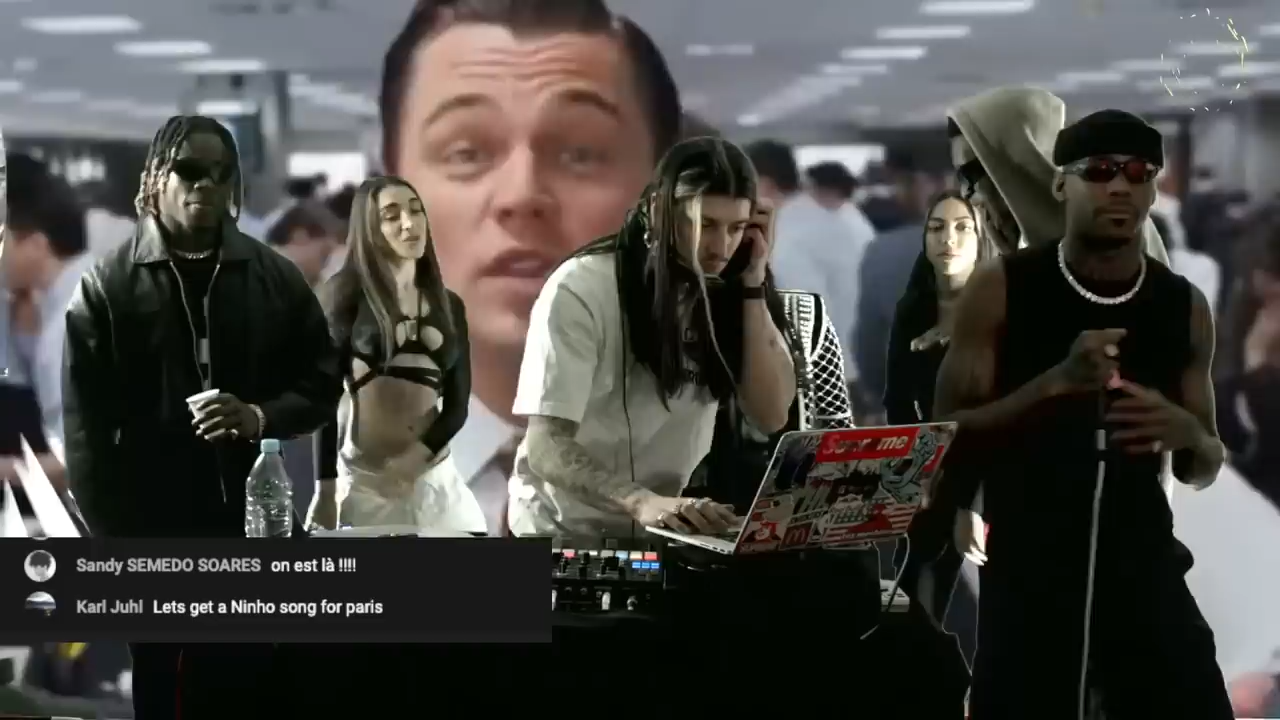 Supreme
Sandy SEMEDO SOARES on est là !!!!
Karl Juhl Lets get a Ninho song for paris